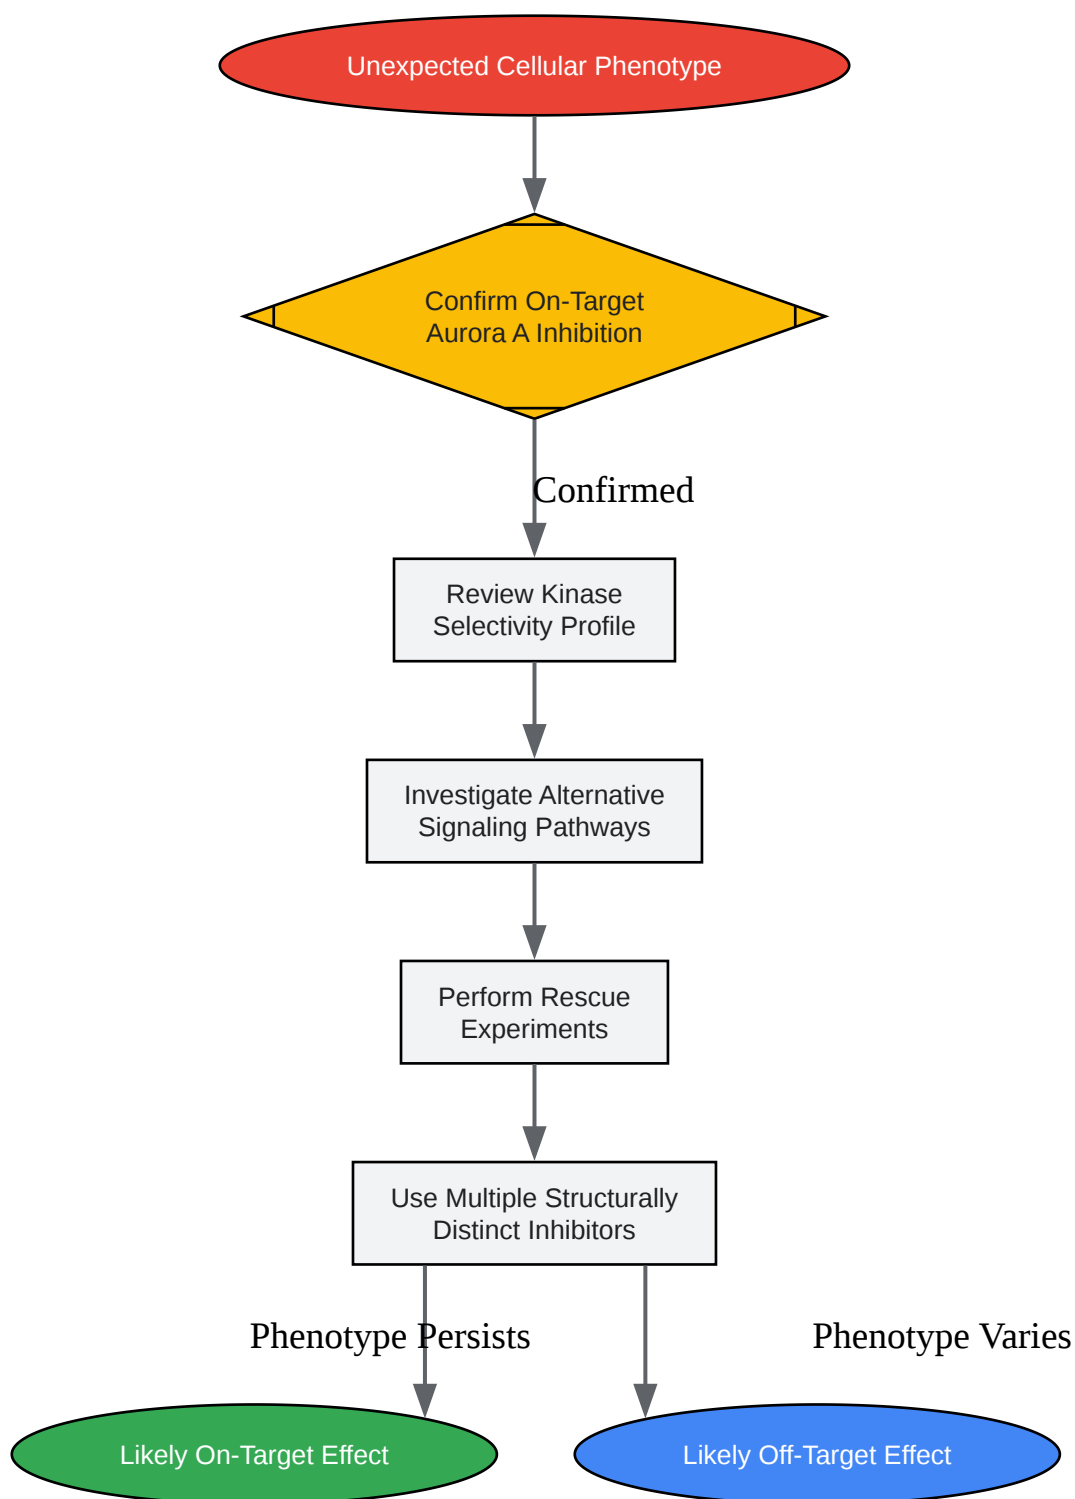 Unexpected Cellular Phenotype
Confirm On-Target
Aurora A Inhibition
Confirmed
Review Kinase
Selectivity Profile
Investigate Alternative
Signaling Pathways
Perform Rescue
Experiments
Use Multiple Structurally
Distinct Inhibitors
Phenotype Persists
Phenotype Varies
Likely On-Target Effect
Likely Off-Target Effect